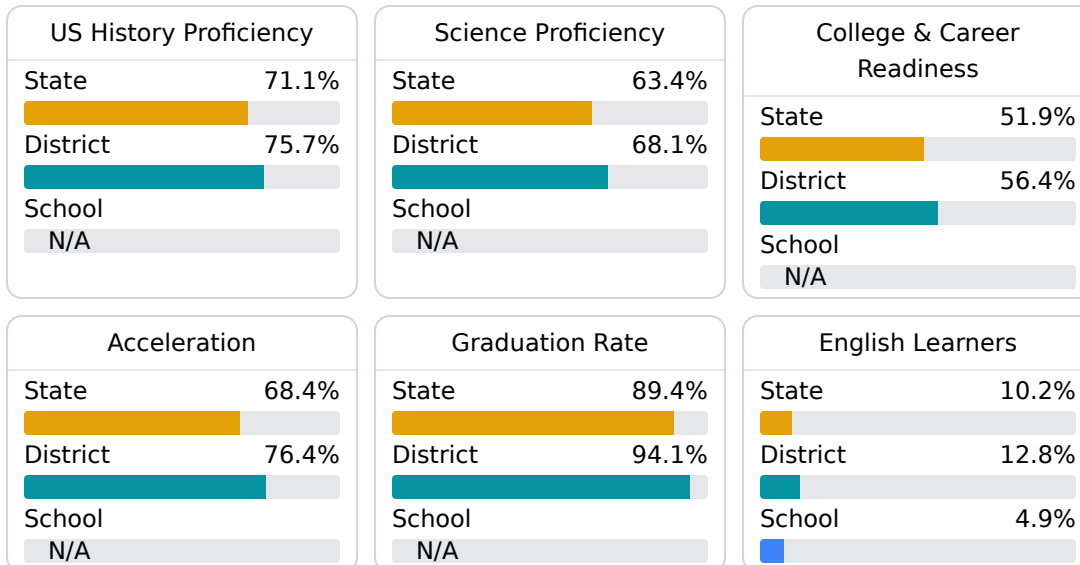 US History Proficiency
State 71.1%
District 75.7%
School
N/A
Science Proficiency
State 63.4%
District 68.1%
School
N/A
College & Career
Readiness
State 51.9%
District 56.4%
School
N/A
Acceleration
State 68.4%
District 76.4%
School
N/A
Graduation Rate
State 89.4%
District 94.1%
School
N/A
English Learners
State 10.2%
District 12.8%
School 4.9%